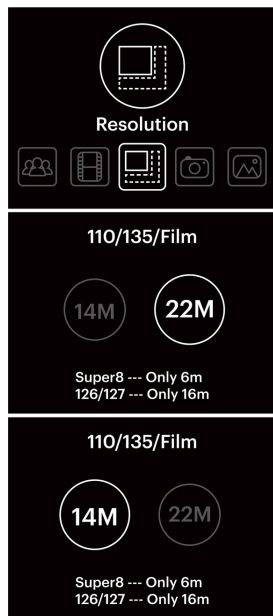 Resolution
110/135/Film
14M 22M
Super8 --- Only 6m
126/127 --- Only 16m
110/135/Film
14M 22M
Super8 --- Only 6m
126/127 --- Only 16m